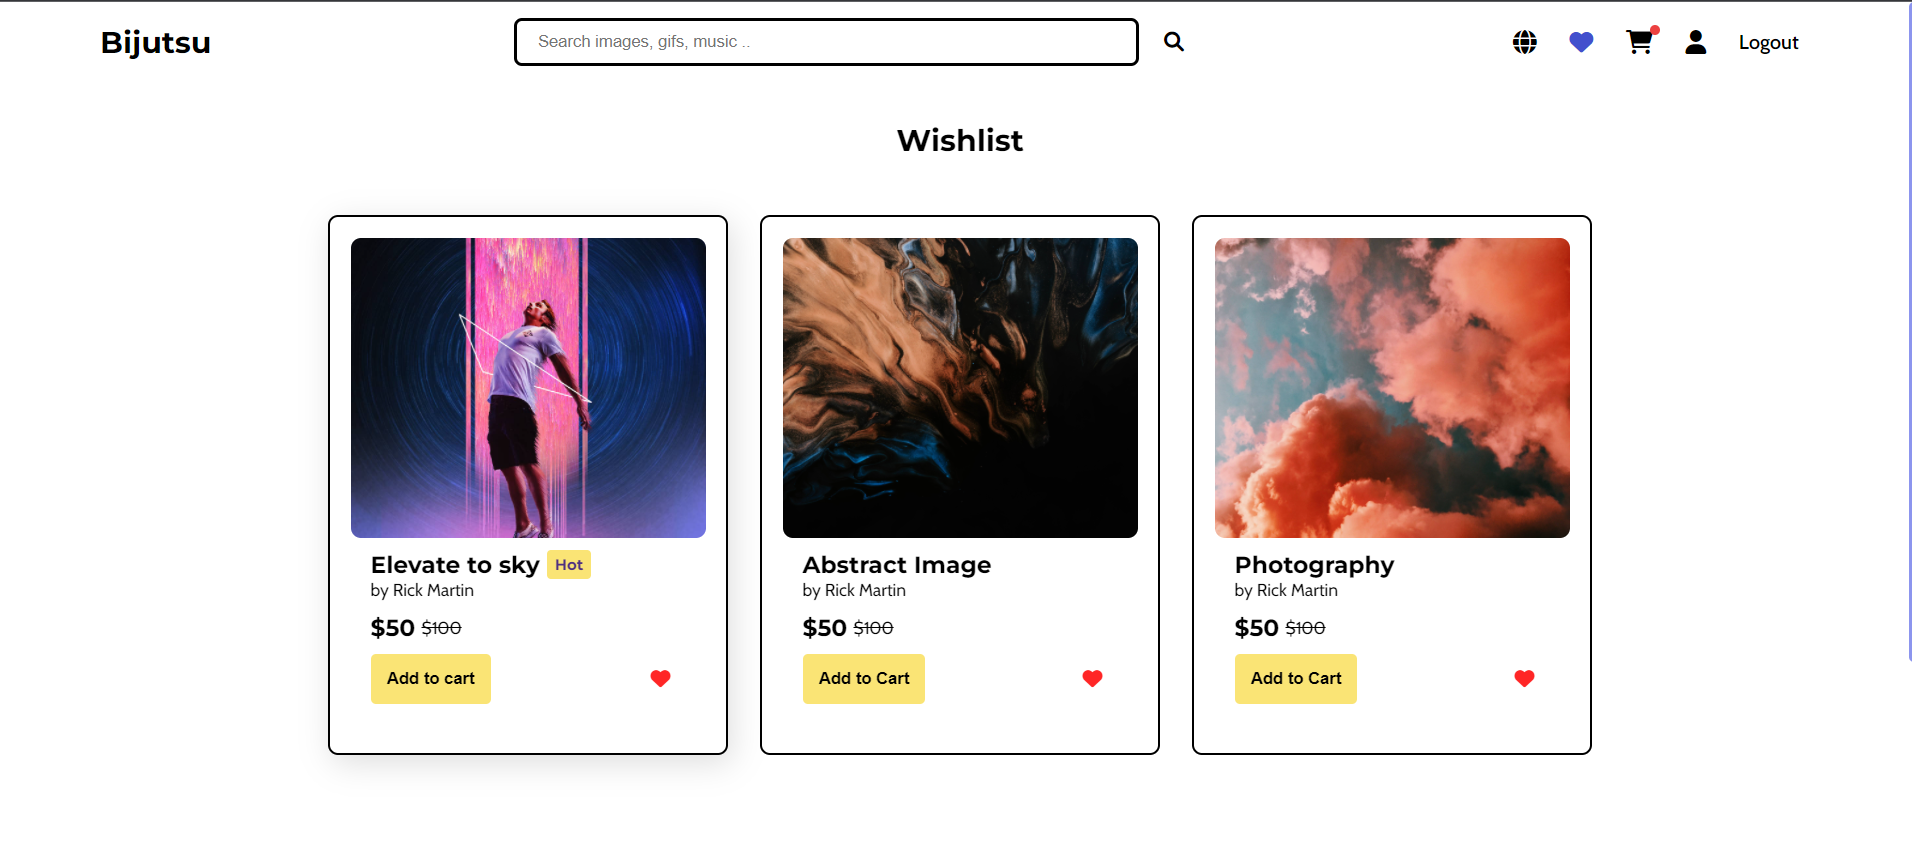 Bijutsu
Search images, gifs, music ..
Logout
Wishlist
Elevate to sky Hot
by Rick Martin
$50 $100
Add to cart
Abstract Image
by Rick Martin
$50 $100
Add to Cart
Photography
by Rick Martin
$50 $100
Add to Cart